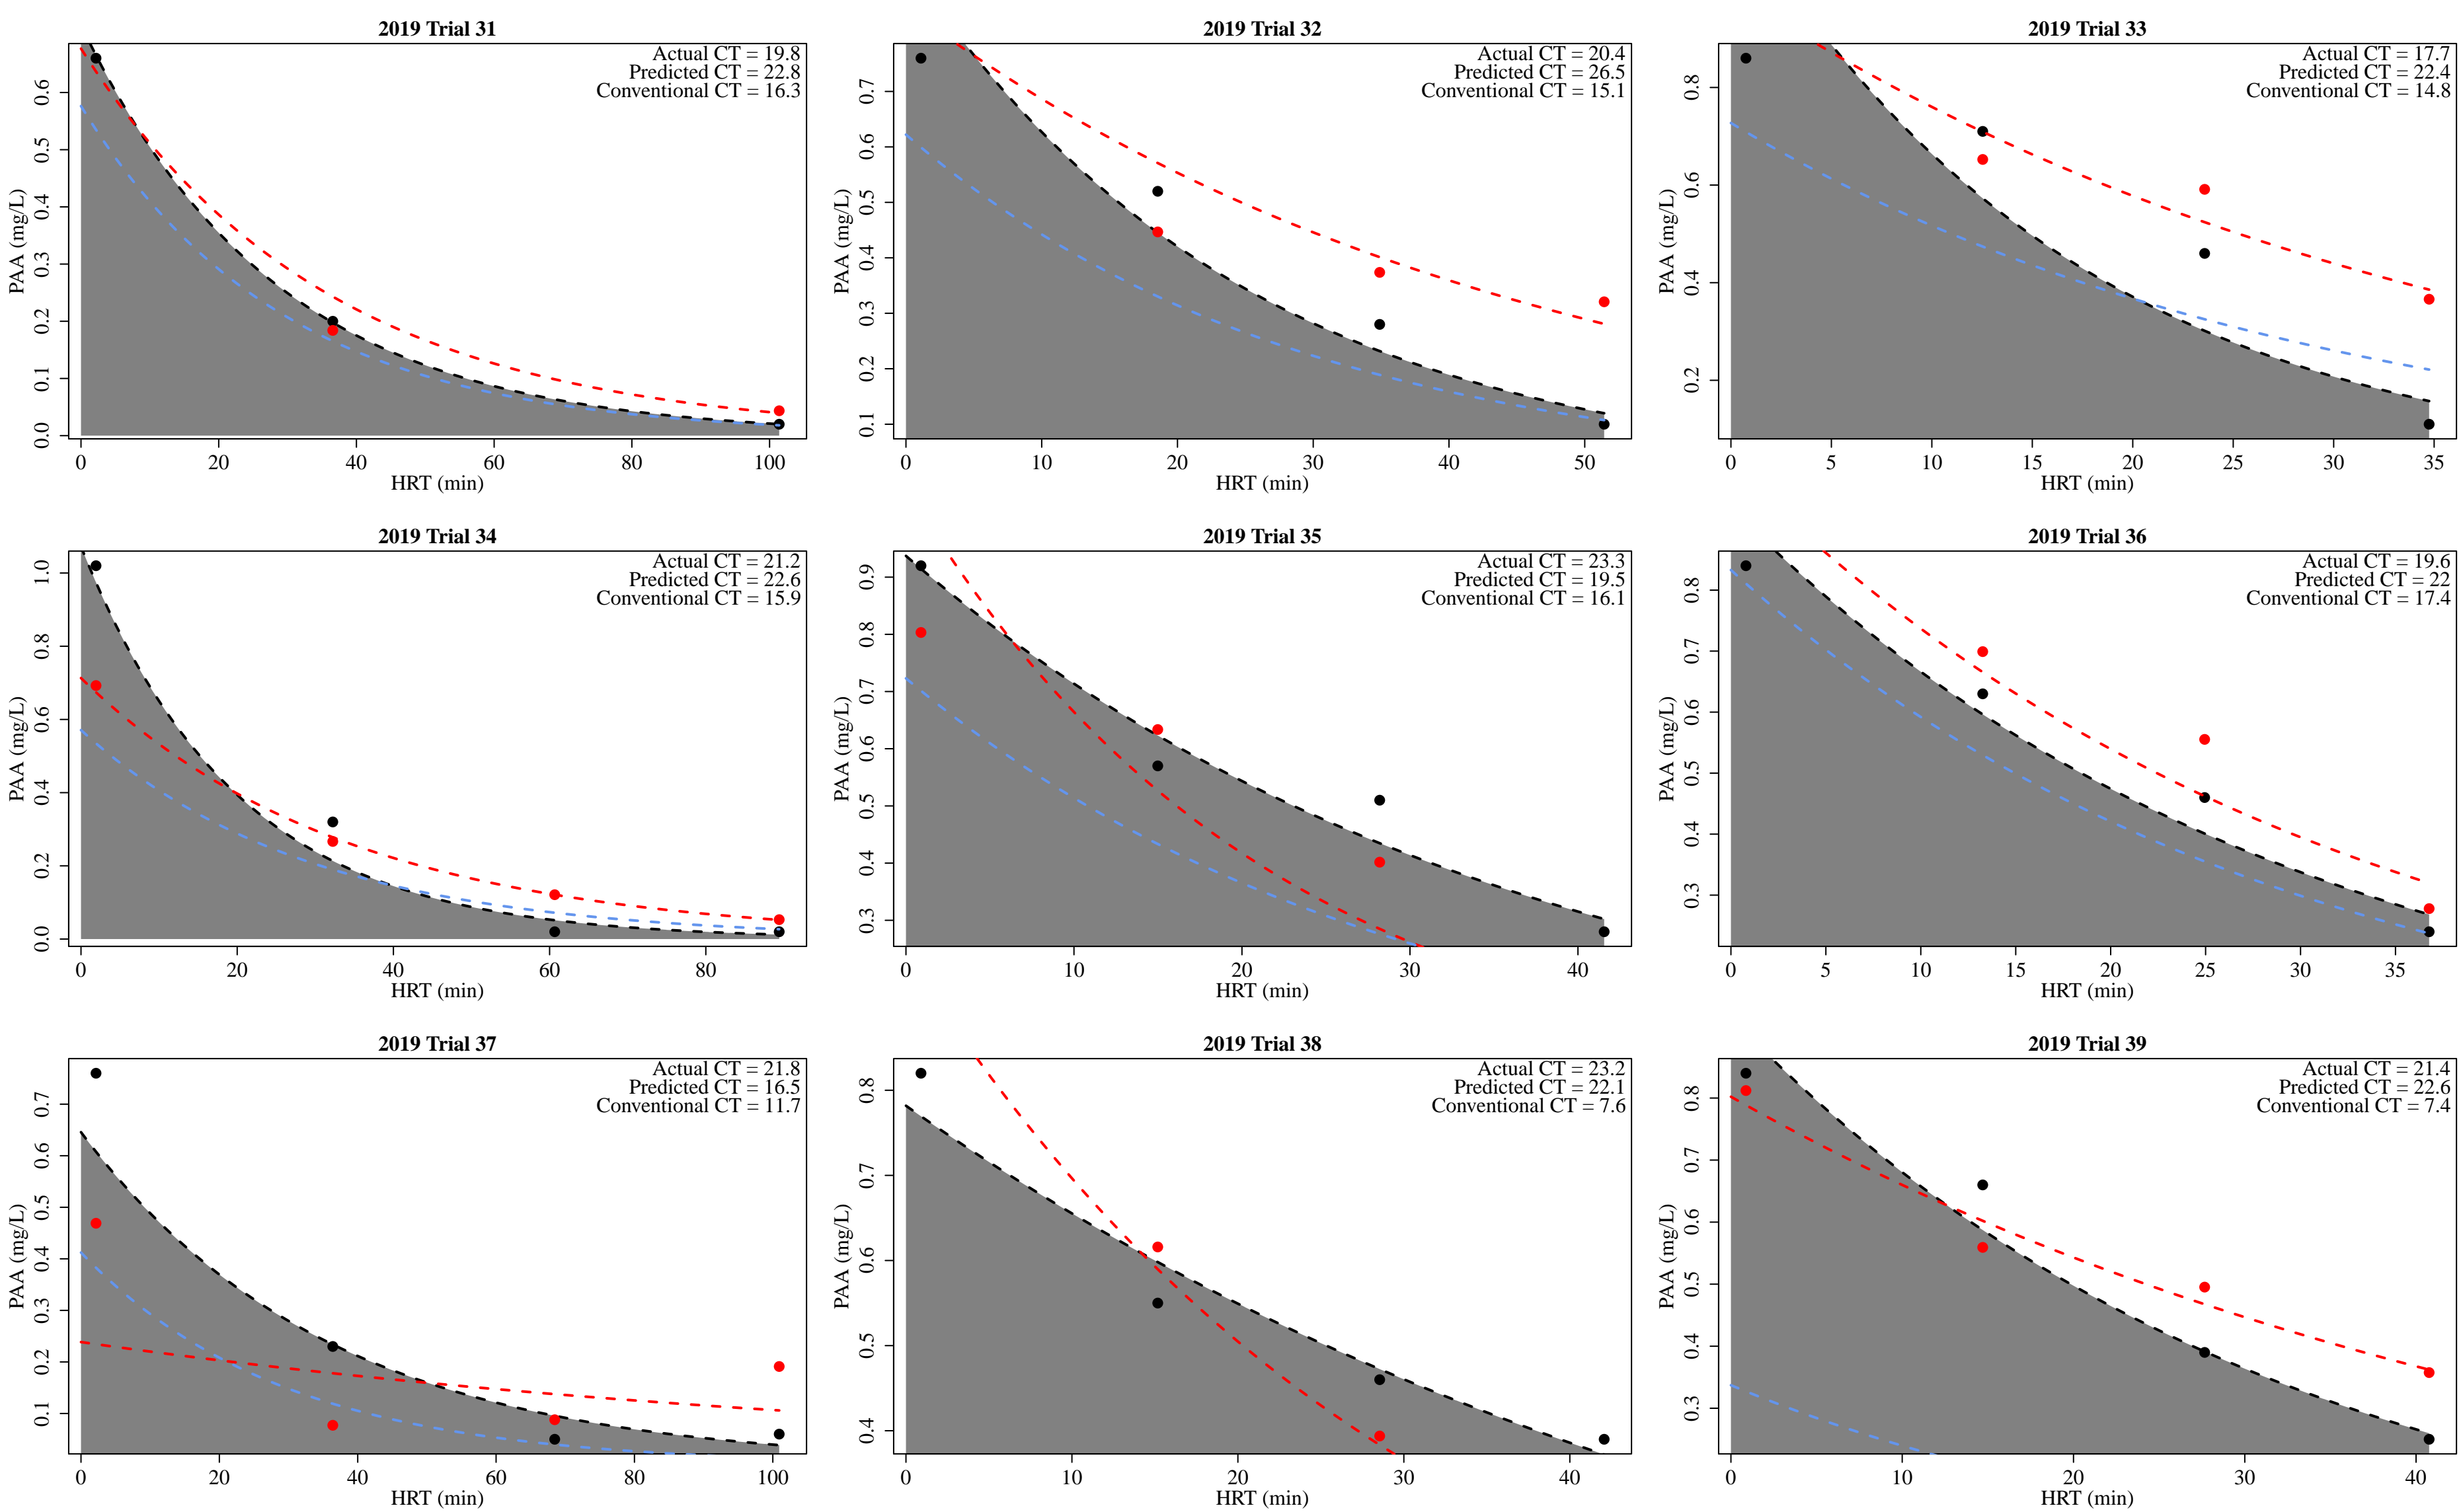 2019 Trial 31
Actual CT = 19.8
Predicted CT = 22.8
Conventional CT = 16.3
PAA (mg/L)
0.6
0.5
0.4
0.3
0.2
0.1
0.0
0 20 40 60 80 100
HRT (min)
2019 Trial 32
Actual CT = 20.4
Predicted CT = 26.5
Conventional CT = 15.1
PAA (mg/L)
0.7
0.6
0.5
0.4
0.3
0.2
0.1
0 10 20 30 40 50
HRT (min)
2019 Trial 33
Actual CT = 17.7
Predicted CT = 22.4
Conventional CT = 14.8
PAA (mg/L)
0.8
0.6
0.4
0.2
0 5 10 15 20 25 30 35
HRT (min)
2019 Trial 34
Actual CT = 21.2
Predicted CT = 22.6
Conventional CT = 15.9
PAA (mg/L)
1.0
0.8
0.6
0.4
0.2
0.0
0 20 40 60 80
HRT (min)
2019 Trial 35
Actual CT = 23.3
Predicted CT = 19.5
Conventional CT = 16.1
PAA (mg/L)
0.9
0.8
0.7
0.6
0.5
0.4
0.3
0 10 20 30 40
HRT (min)
2019 Trial 36
Actual CT = 19.6
Predicted CT = 22
Conventional CT = 17.4
PAA (mg/L)
0.8
0.7
0.6
0.5
0.4
0.3
0 5 10 15 20 25 30 35
HRT (min)
2019 Trial 37
Actual CT = 21.8
Predicted CT = 16.5
Conventional CT = 11.7
PAA (mg/L)
0.7
0.6
0.5
0.4
0.3
0.2
0.1
0 20 40 60 80 100
HRT (min)
2019 Trial 38
Actual CT = 23.2
Predicted CT = 22.1
Conventional CT = 7.6
PAA (mg/L)
0.8
0.7
0.6
0.5
0.4
0 10 20 30 40
HRT (min)
2019 Trial 39
Actual CT = 21.4
Predicted CT = 22.6
Conventional CT = 7.4
PAA (mg/L)
0.8
0.7
0.6
0.5
0.4
0.3
0 10 20 30 40
HRT (min)